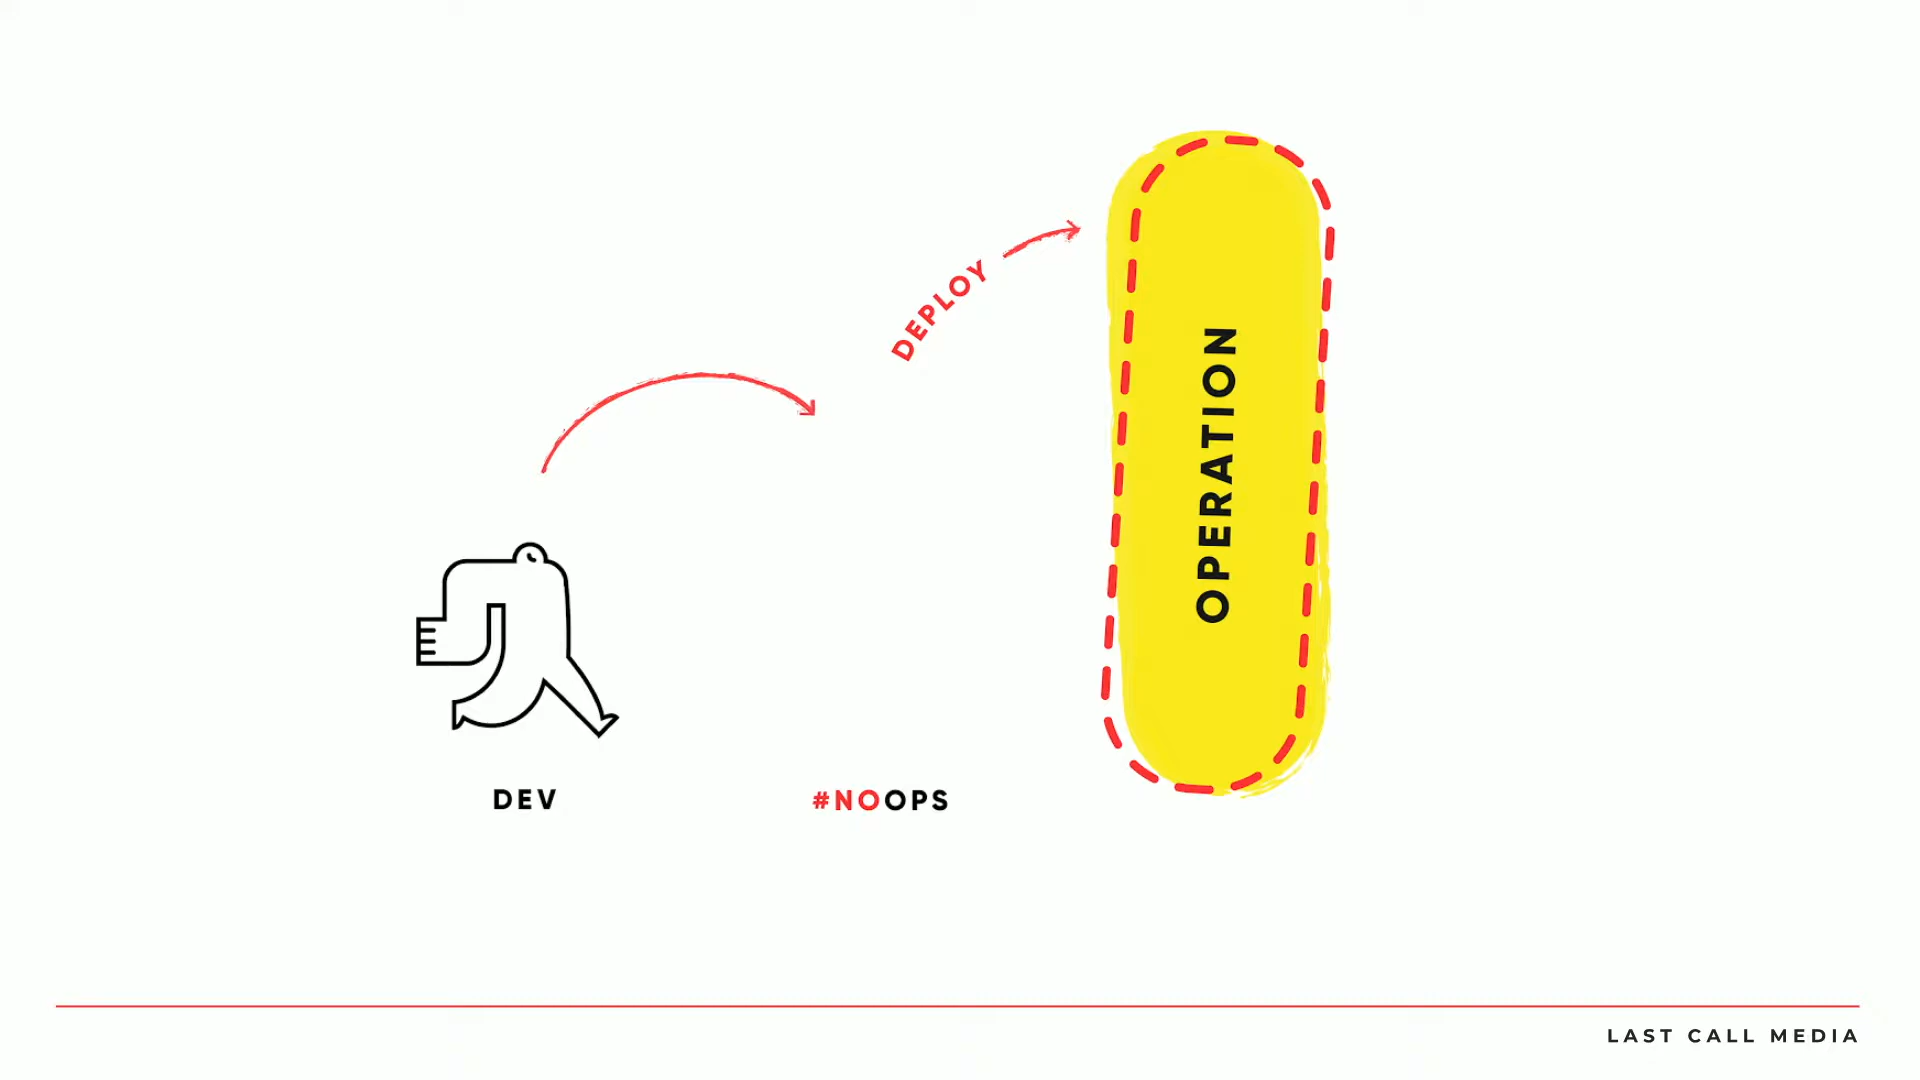 DEPLOY
OPERATION
DEV
#NOOPS
LAST CALL MEDIA